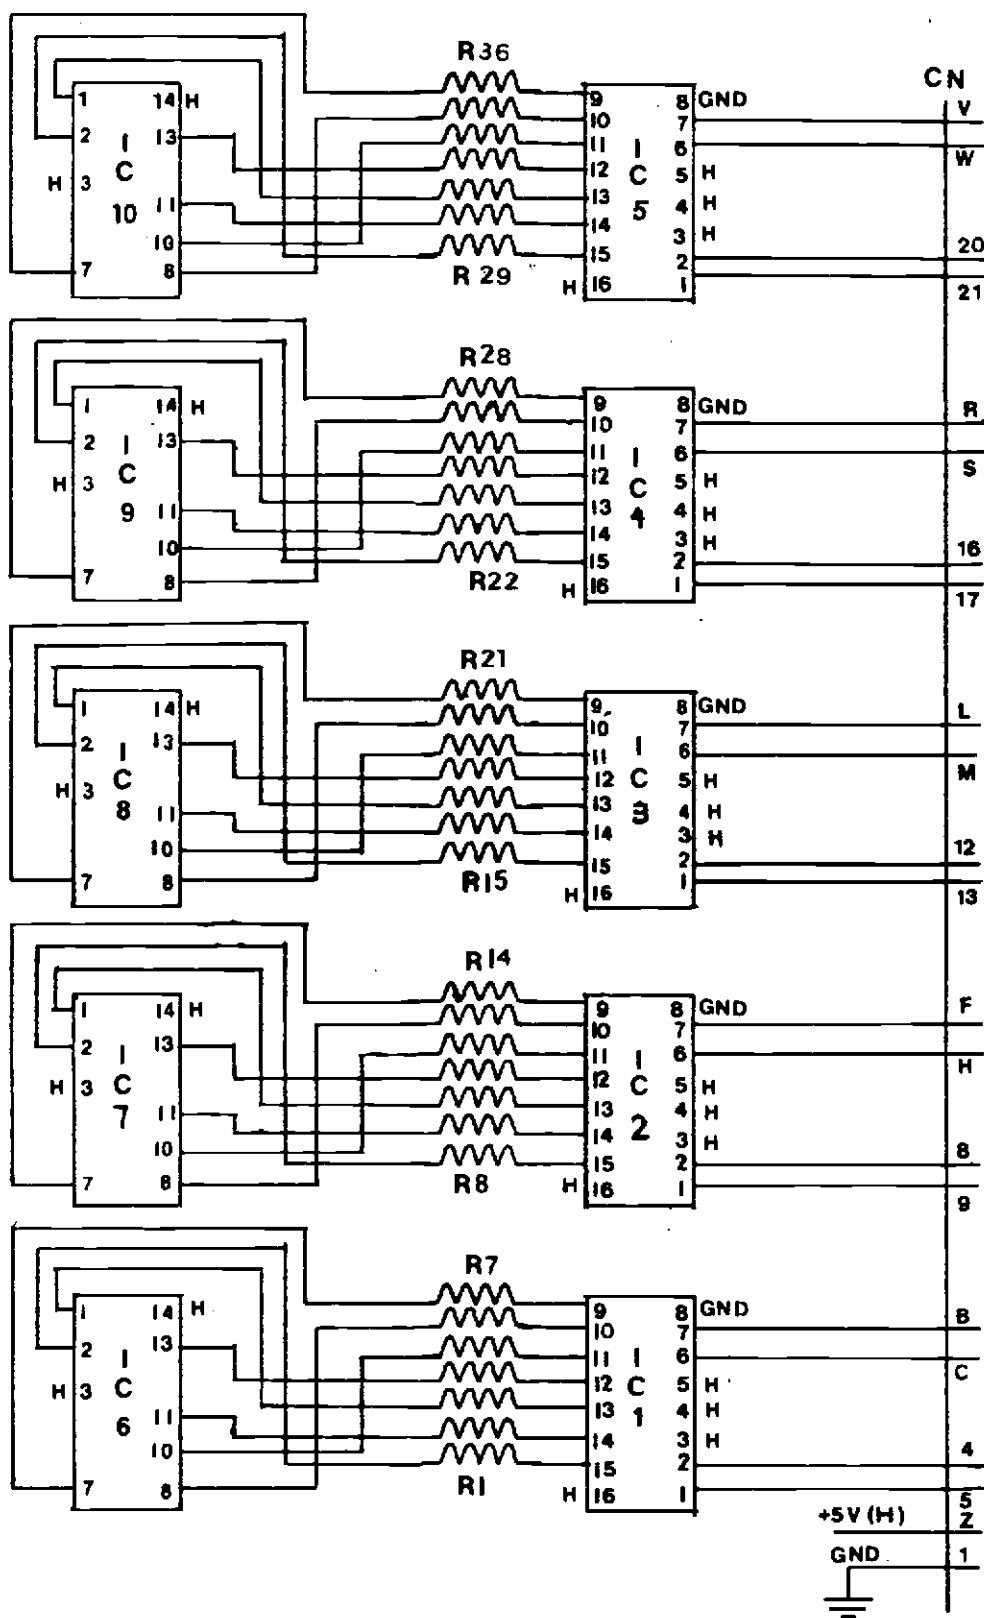 CN
R36
1 14 H
2 13
H 3
11
10
7 8
I
C
10
9 8 GND
10 7
11 6
12 5 H
13 4 H
14 3 H
15 2
H 16 1
I
C
5
V
W
20
21
R29
R28
1 14 H
2 13
H 3
11
10
7 8
I
C
9
9 8 GND
10 7
11 6
12 5 H
13 4 H
14 3 H
15 2
H 16 1
I
C
4
R
S
16
17
R22
R21
1 14 H
2 13
H 3
11
10
7 8
I
C
8
9 8 GND
10 7
11 6
12 5 H
13 4 H
14 3 H
15 2
H 16 1
I
C
3
L
M
12
13
R15
R14
1 14 H
2 13
H 3
11
10
7 8
I
C
7
9 8 GND
10 7
11 6
12 5 H
13 4 H
14 3 H
15 2
H 16 1
I
C
2
F
H
8
9
R8
R7
1 14 H
2 13
H 3
11
10
7 8
I
C
6
9 8 GND
10 7
11 6
12 5 H
13 4 H
14 3 H
15 2
H 16 1
I
C
1
B
C
4
5
R1
+5V (H) Z
GND 1